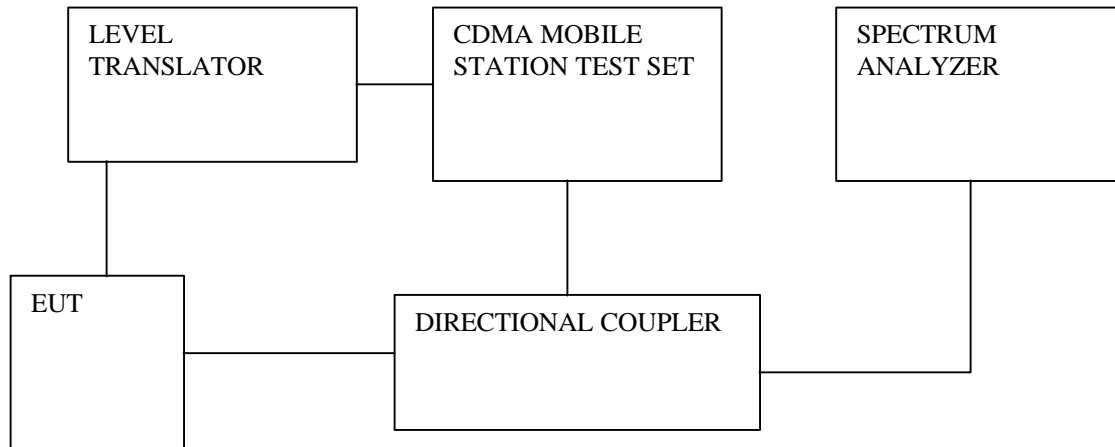 LEVEL
TRANSLATOR
CDMA MOBILE
STATION TEST SET
SPECTRUM
ANALYZER
EUT
DIRECTIONAL COUPLER